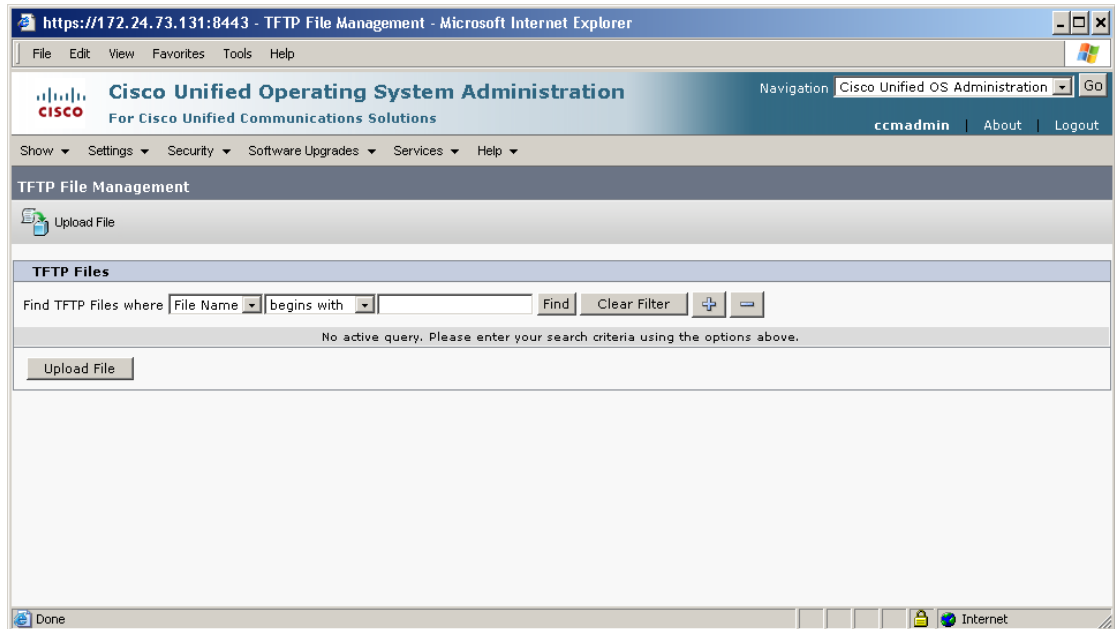 https://172.24.73.131:8443 - TFTP File Management - Microsoft Internet Explorer
File Edit View Favorites Tools Help
CISCO
Cisco Unified Operating System Administration
For Cisco Unified Communications Solutions
Navigation Cisco Unified OS Administration Go
ccmadmin | About | Logout
Show Settings Security Software Upgrades Services Help
TFTP File Management
Upload File
TFTP Files
Find TFTP Files where File Name begins with Find Clear Filter
No active query. Please enter your search criteria using the options above.
Upload File
Done Internet